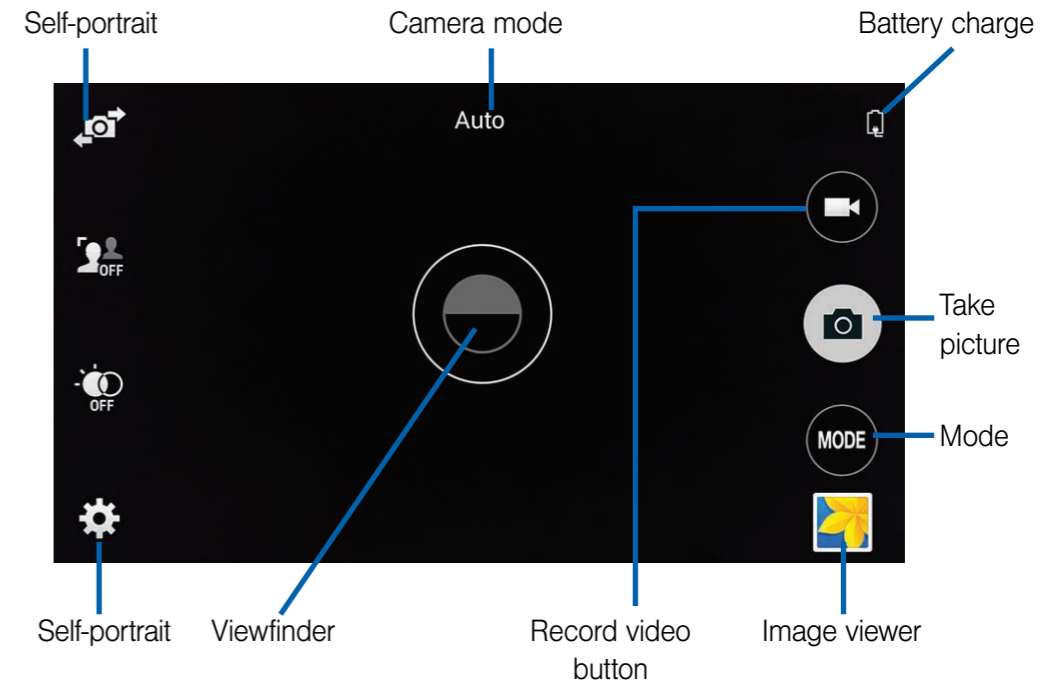 Self-portrait
Camera mode
Battery charge
Auto
OFF
Take
picture
OFF
MODE
Mode
Self-portrait
Viewfinder
Record video
button
Image viewer